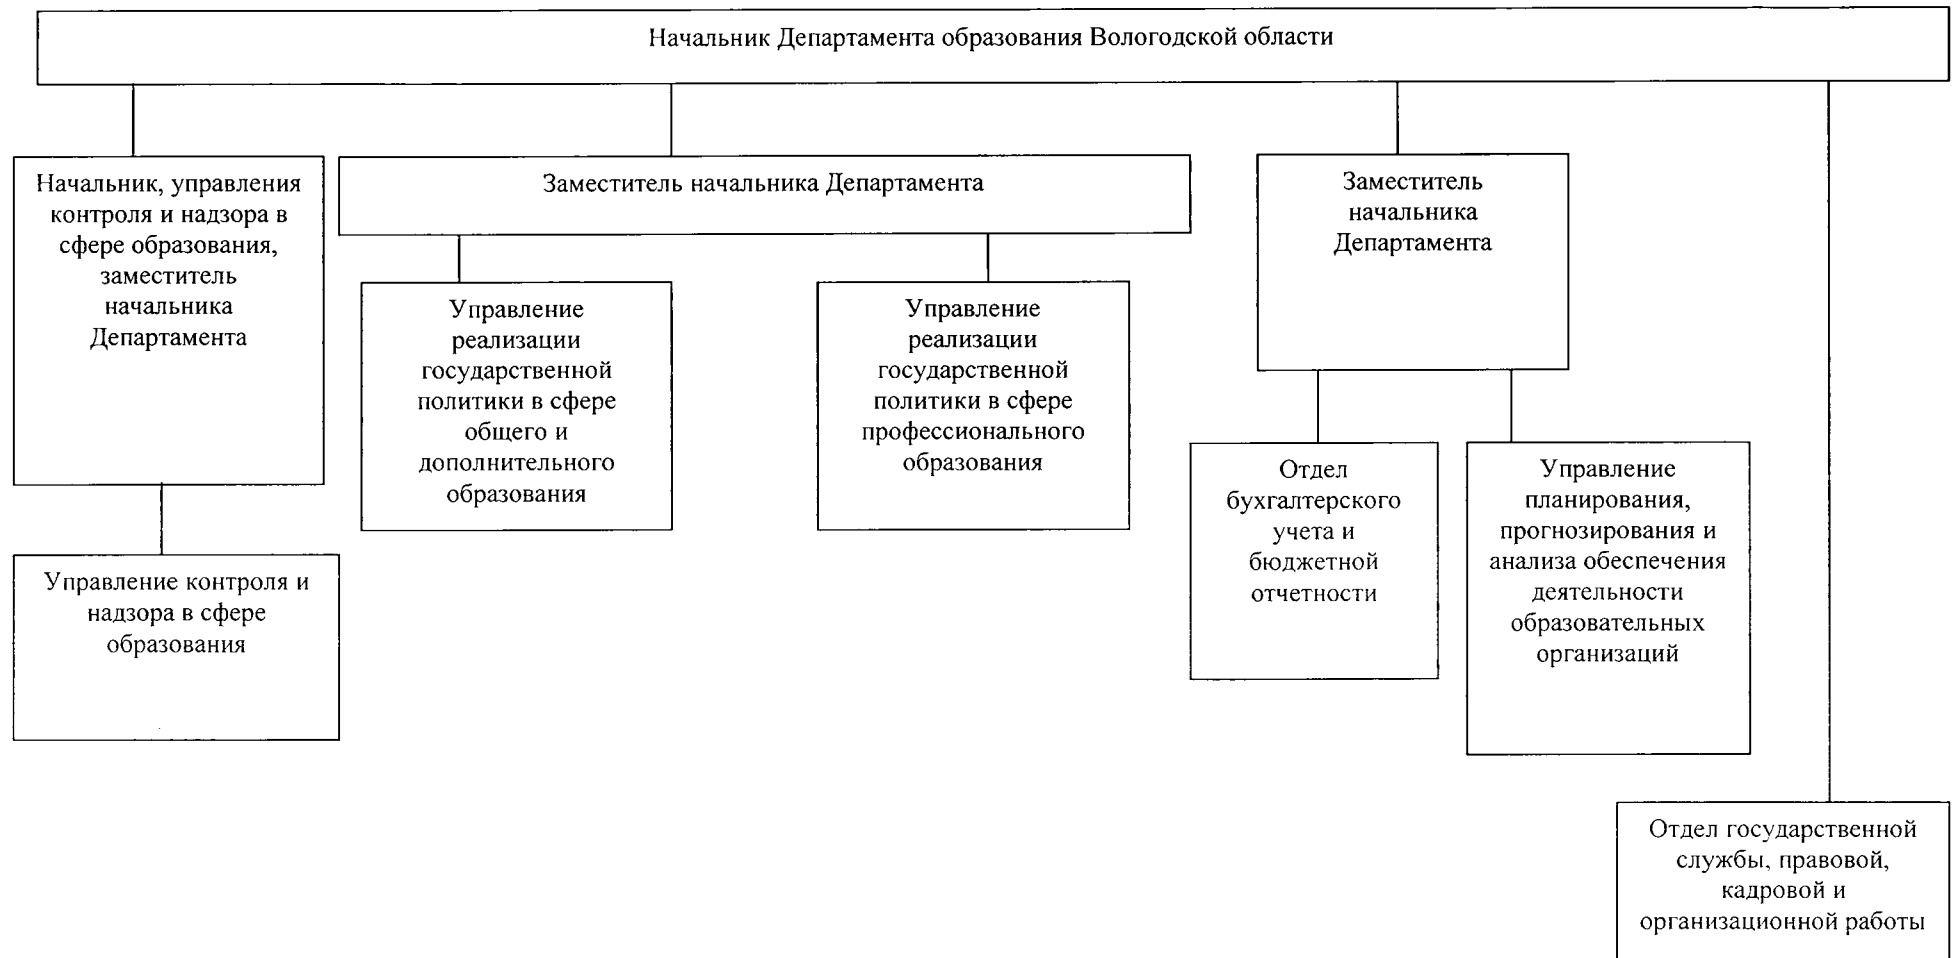 Начальник Департамента образования Вологодской области
Начальник, управления
контроля и надзора в
сфере образования,
заместитель
начальника
Департамента
Заместитель начальника Департамента
Заместитель
начальника
Департамента
Управление
реализации
государственной
политики в сфере
общего и
дополнительного
образования
Управление
реализации
государственной
политики в сфере
профессионального
образования
Отдел
бухгалтерского
учета и
бюджетной
отчетности
Управление
планирования,
прогнозирования и
анализа обеспечения
деятельности
образовательных
организаций
Управление контроля и
надзора в сфере
образования
Отдел государственной
службы, правовой,
кадровой и
организационной работы